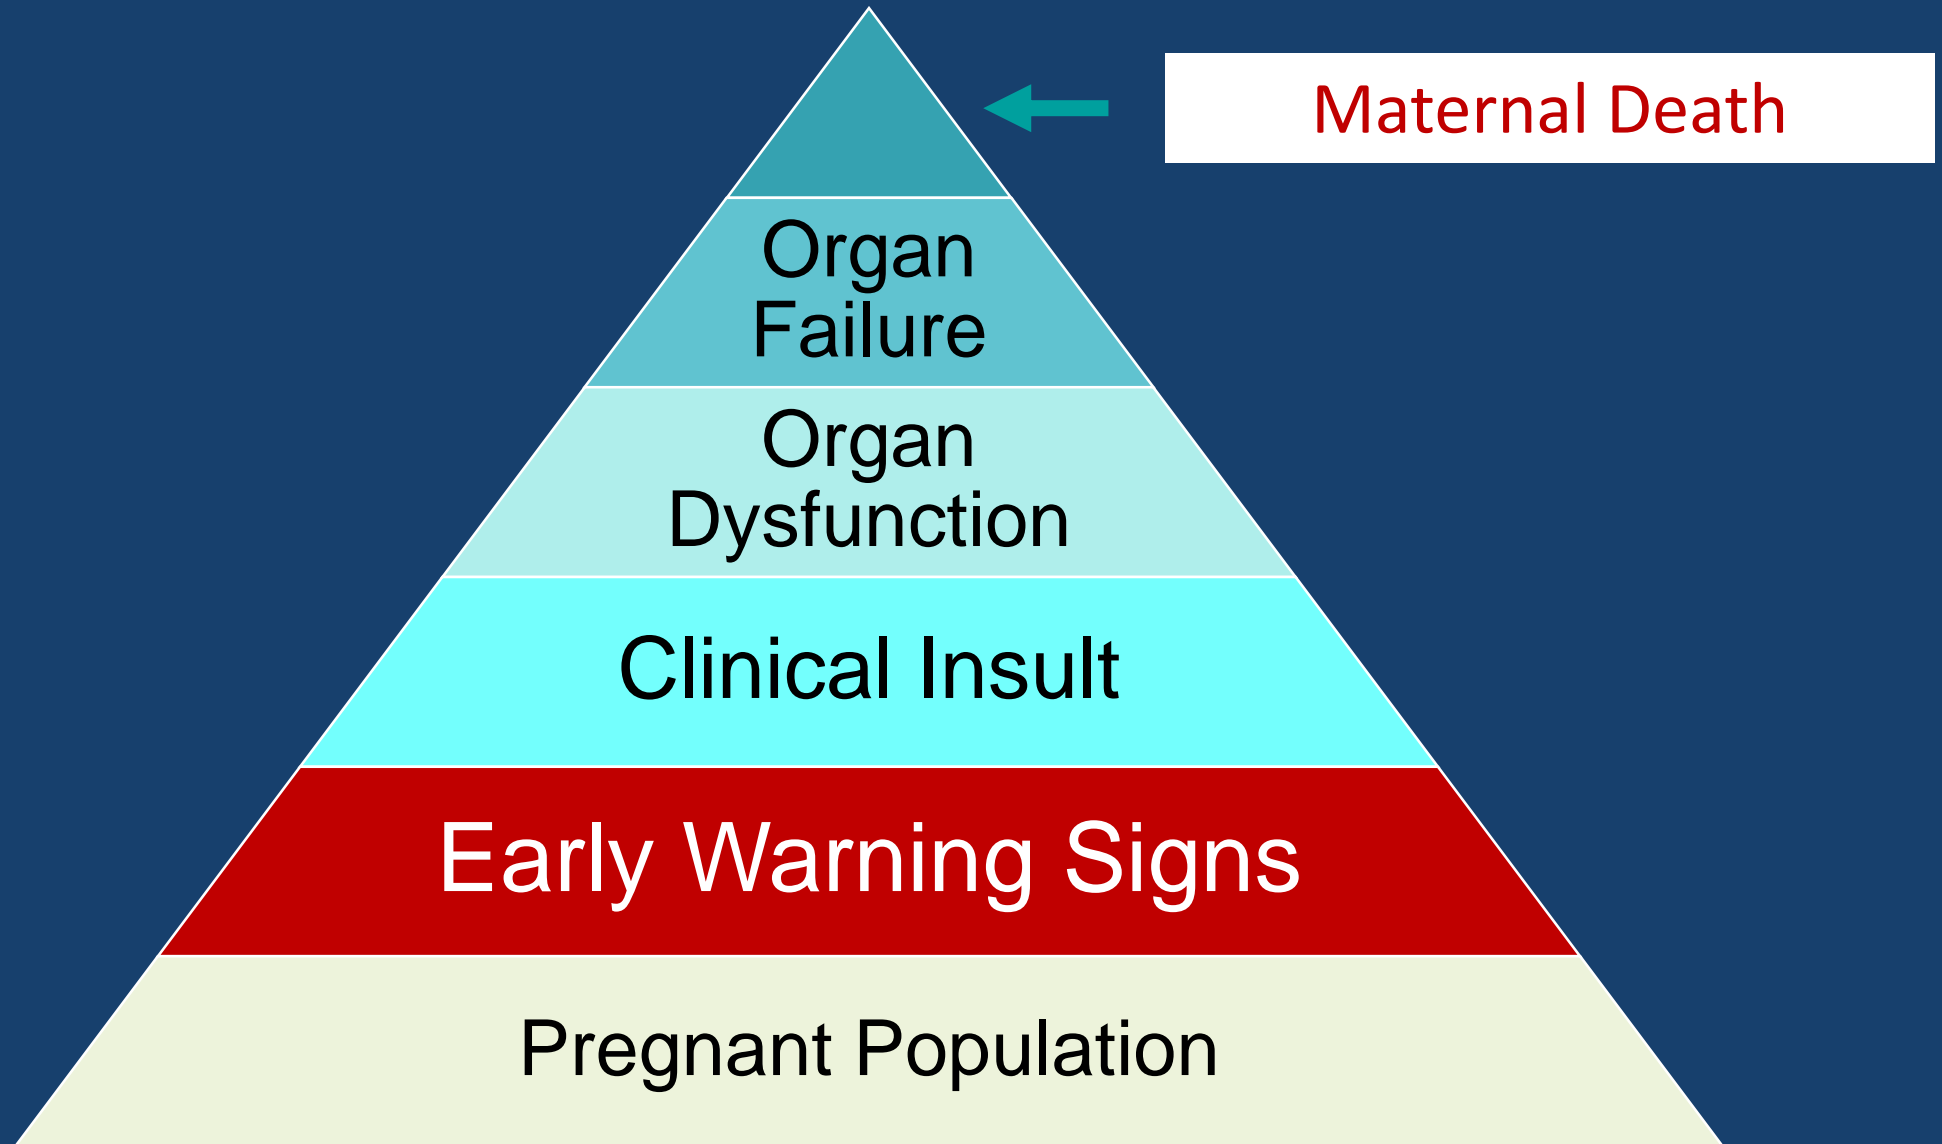 Maternal Death
Organ
Failure
Organ
Dysfunction
Clinical Insult
Early Warning Signs
Pregnant Population